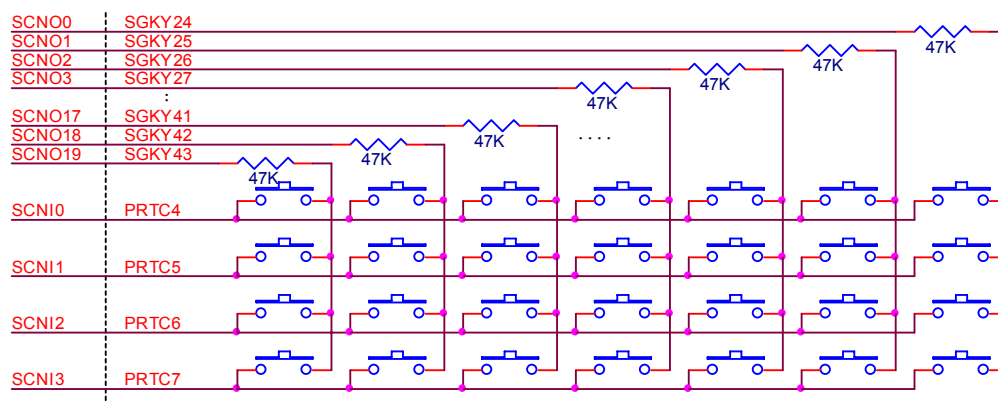 SCNO0 SGKY24
47K
SCNO1 SGKY25
47K
SCNO2 SGKY26
47K
SCNO3 SGKY27
47K
:
SCNO17 SGKY41
47K
....
SCNO18 SGKY42
47K
SCNO19 SGKY43
47K
SCNI0 PRTC4
SCNI1 PRTC5
SCNI2 PRTC6
SCNI3 PRTC7